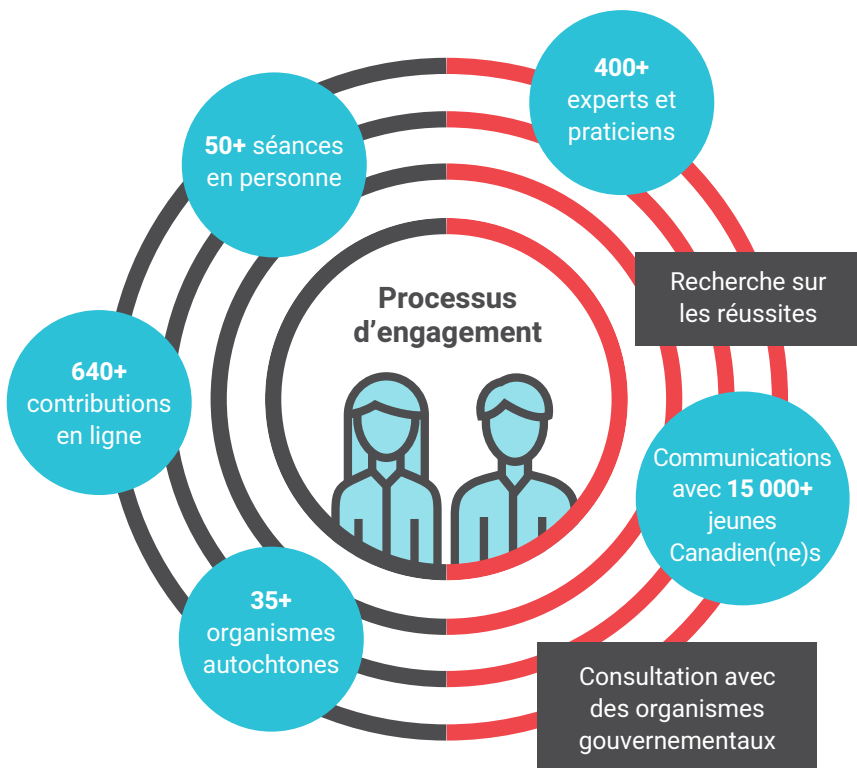 400+
experts et
praticiens
50+ séances
en personne
Recherche sur
les réussites
Processus
d’engagement
640+
contributions
en ligne
Communications
avec 15 000+
jeunes
Canadien(ne)s
35+
organismes
autochtones
Consultation avec
des organismes
gouvernementaux